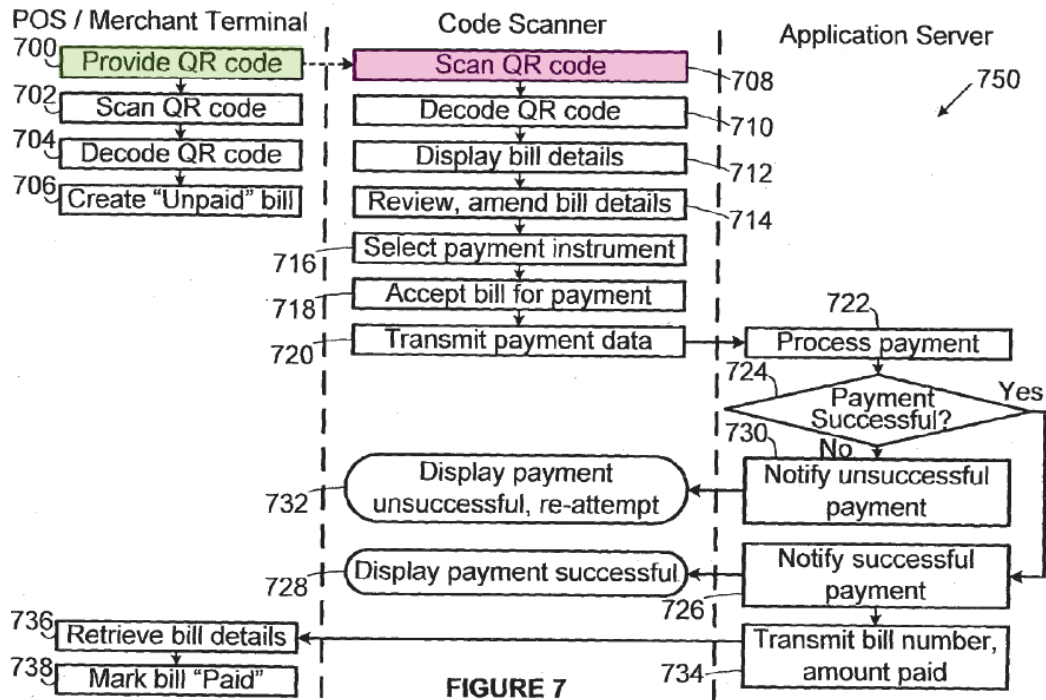 POS / Merchant Terminal
Code Scanner
Application Server
700
Provide QR code
Scan QR code
708
750
702
Scan QR code
Decode QR code
710
704
Decode QR code
Display bill details
712
706
Create "Unpaid" bill
Review, amend bill details
714
716
Select payment instrument
718
Accept bill for payment
722
720
Transmit payment data
Process payment
724
Payment
Successful?
Yes
730
No
732
Display payment
unsuccessful, re-attempt
Notify unsuccessful
payment
728
Display payment successful
Notify successful
payment
726
736
Retrieve bill details
Transmit bill number,
amount paid
734
738
Mark bill "Paid"
FIGURE 7